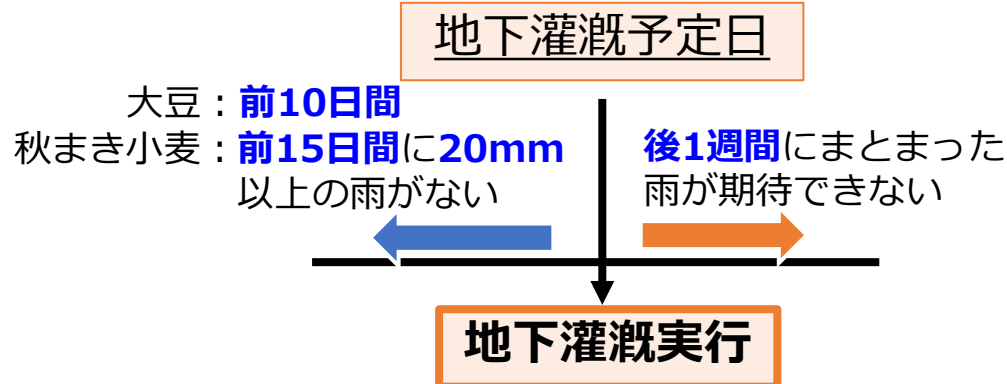 地下灌漑予定日
大豆：前10日間
秋まき小麦：前15日間に20mm
以上の雨がない
後1週間にまとまった
雨が期待できない
地下灌漑実行